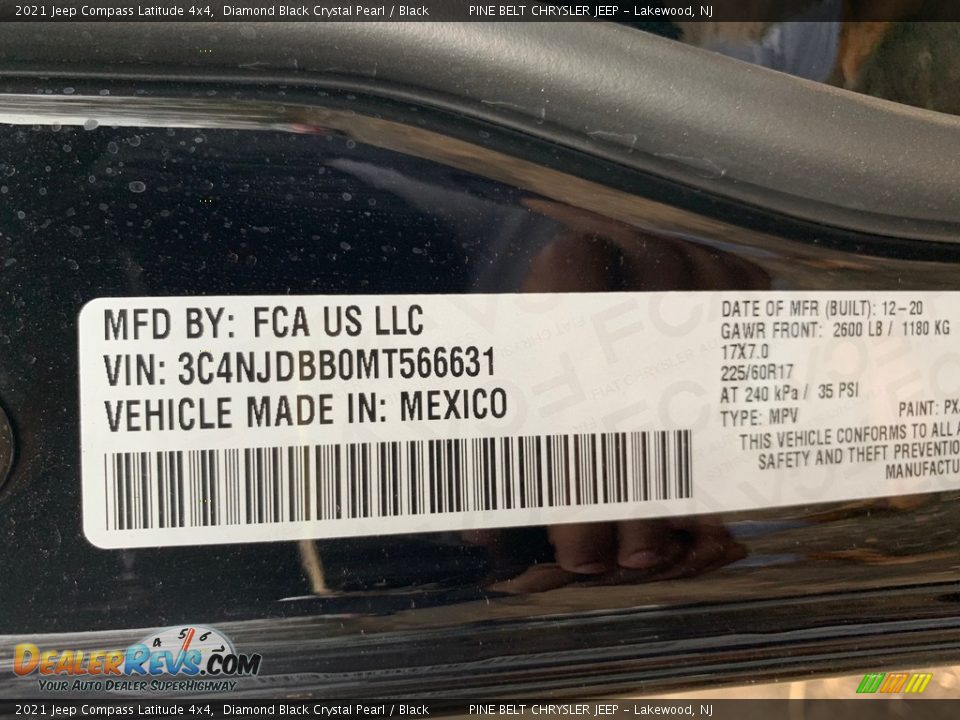 2021 Jeep Compass Latitude 4x4, Diamond Black Crystal Pearl / Black PINE BELT CHRYSLER JEEP – Lakewood, NJ
MFD BY: FCA US LLC
VIN: 3C4NJDBB0MT566631
VEHICLE MADE IN: MEXICO
DATE OF MFR (BUILT): 12-20
GAWR FRONT: 2600 LB / 1180 KG
17X7.0
225/60R17
AT 240 kPa / 35 PSI
TYPE: MPV
PAINT:
THIS VEHICLE CONFORMS TO ALL
SAFETY AND THEFT
4 5 6
DEALERREVS.COM
YOUR AUTO DEALER SUPERHIGHWAY
2021 Jeep Compass Latitude 4x4, Diamond Black Crystal Pearl / Black PINE BELT CHRYSLER JEEP – Lakewood, NJ